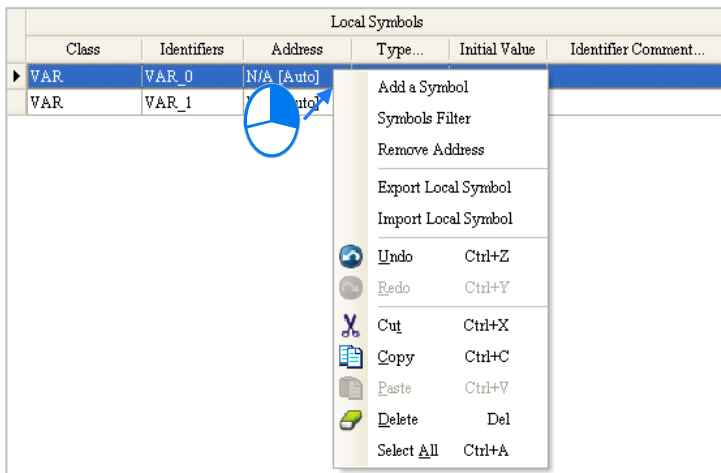 Local Symbols
Class Identifiers Address Type... Initial Value Identifier Comment...
VAR VAR_0 N/A [Auto]
VAR VAR_1
Add a Symbol
Symbols Filter
Remove Address
Export Local Symbol
Import Local Symbol
Undo Ctrl+Z
Redo Ctrl+Y
Cut Ctrl+X
Copy Ctrl+C
Paste Ctrl+V
Delete Del
Select All Ctrl+A